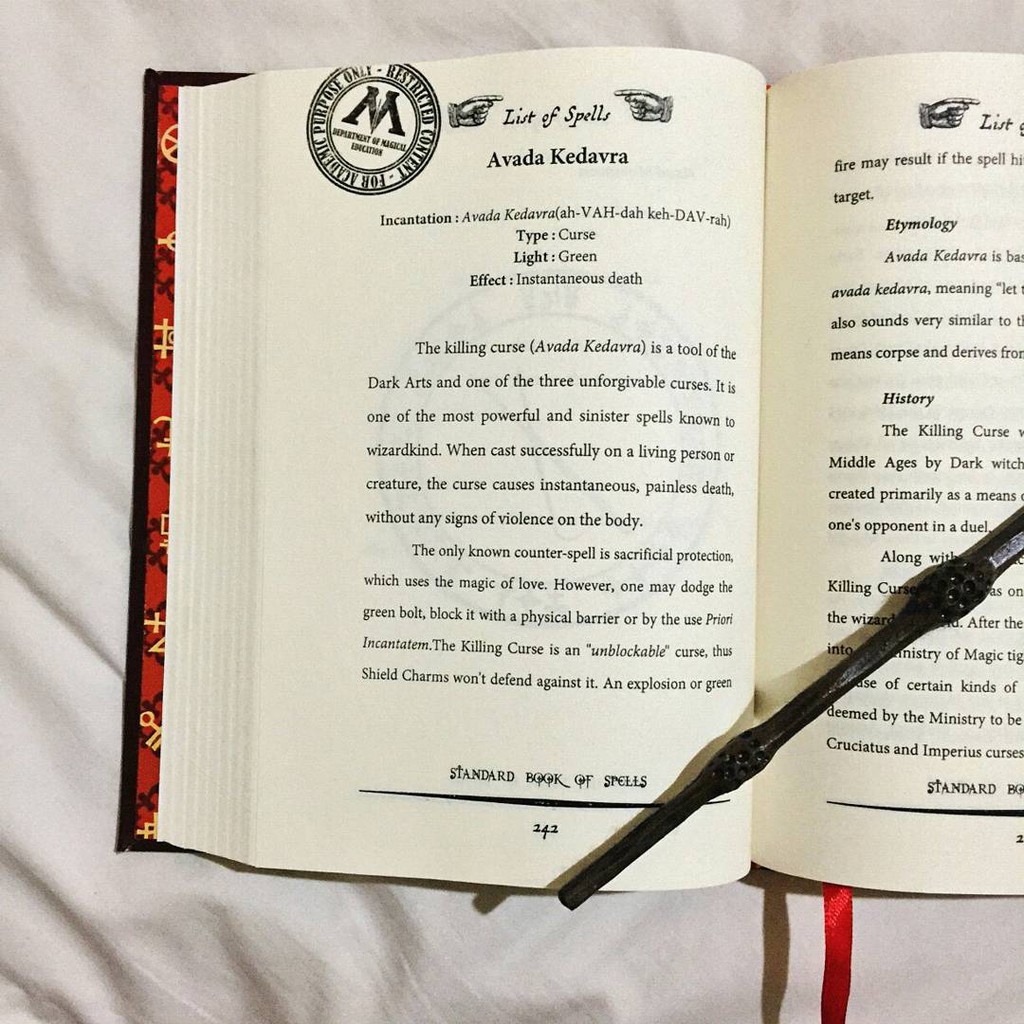 FOR ACADEMIC PURPOSE ONLY - RESTRICTED CONTENT -
M
DEPARTMENT OF MAGICAL
EDUCATION
List of Spells
Avada Kedavra
Incantation : Avada Kedavra(ah-VAH-dah keh-DAV-rah)
Type : Curse
Light : Green
Effect : Instantaneous death
The killing curse (Avada Kedavra) is a tool of the
Dark Arts and one of the three unforgivable curses. It is
one of the most powerful and sinister spells known to
wizardkind. When cast successfully on a living person or
creature, the curse causes instantaneous, painless death,
without any signs of violence on the body.
The only known counter-spell is sacrificial protection,
which uses the magic of love. However, one may dodge the
green bolt, block it with a physical barrier or by the use Priori
Incantatem.The Killing Curse is an "unblockable" curse, thus
Shield Charms won't defend against it. An explosion or green
STANDARD BOOK OF SPELLS
242
List
fire may result if the spell
target.
Etymology
Avada Kedavra is
avada kedavra, meaning "let
also sounds very similar to
means corpse and derives
History
The Killing Curse
Middle Ages by Dark
created primarily as a means
one's opponent in a duel.
Along
Killing Curse on
the After the
into Ministry of Magic
of certain kinds of
deemed by the Ministry to be
Cruciatus and Imperius curses
STANDARD